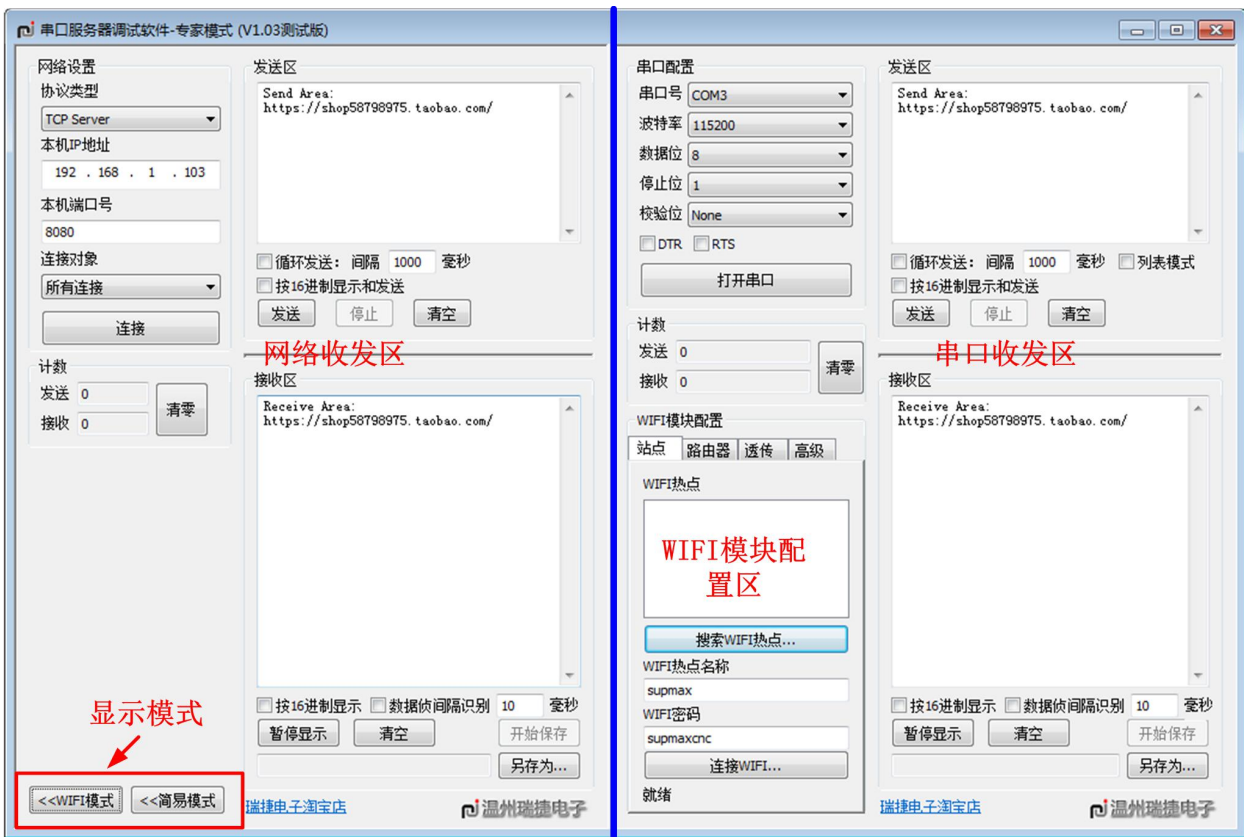 串口服务器调试软件-专家模式 (V1.03测试版)
网络设置
协议类型
TCP Server
本机IP地址
192 . 168 . 1 . 103
本机端口号
8080
连接对象
所有连接
连接
计数
发送 0
接收 0
清零
显示模式
<<WIFI模式
<<简易模式
发送区
Send Area:
https://shop58798975.taobao.com/
循环发送: 间隔 1000 毫秒
按16进制显示和发送
发送
停止
清空
网络收发区
接收区
Receive Area:
https://shop58798975.taobao.com/
按16进制显示
数据侦间隔识别 10 毫秒
暂停显示
清空
开始保存
另存为...
瑞捷电子淘宝店
温州瑞捷电子
串口配置
串口号 COM3
波特率 115200
数据位 8
停止位 1
校验位 None
DTR
RTS
打开串口
计数
发送 0
接收 0
清零
WIFI模块配置
站点
路由器
透传
高级
WIFI热点
WIFI模块配
置区
搜索WIFI热点...
WIFI热点名称
supmax
WIFI密码
supmaxcnc
连接WIFI...
就绪
发送区
Send Area:
https://shop58798975.taobao.com/
循环发送: 间隔 1000 毫秒
列表模式
按16进制显示和发送
发送
停止
清空
串口收发区
接收区
Receive Area:
https://shop58798975.taobao.com/
按16进制显示
数据侦间隔识别 10 毫秒
暂停显示
清空
开始保存
另存为...
瑞捷电子淘宝店
温州瑞捷电子